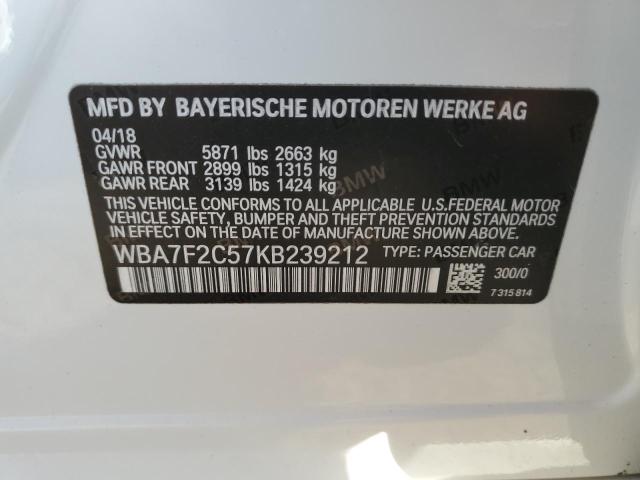 MFD BY BAYERISCHE MOTOREN WERKE AG
04/18
GVWR 5871 lbs 2663 kg
GAWR FRONT 2899 lbs 1315 kg
GAWR REAR 3139 lbs 1424 kg
THIS VEHICLE CONFORMS TO ALL APPLICABLE U.S.FEDERAL MOTOR
VEHICLE SAFETY, BUMPER AND THEFT PREVENTION STANDARDS
IN EFFECT ON THE DATE OF MANUFACTURE SHOWN ABOVE.
WBA7F2C57KB239212 TYPE: PASSENGER CAR
300/0
7 315 814